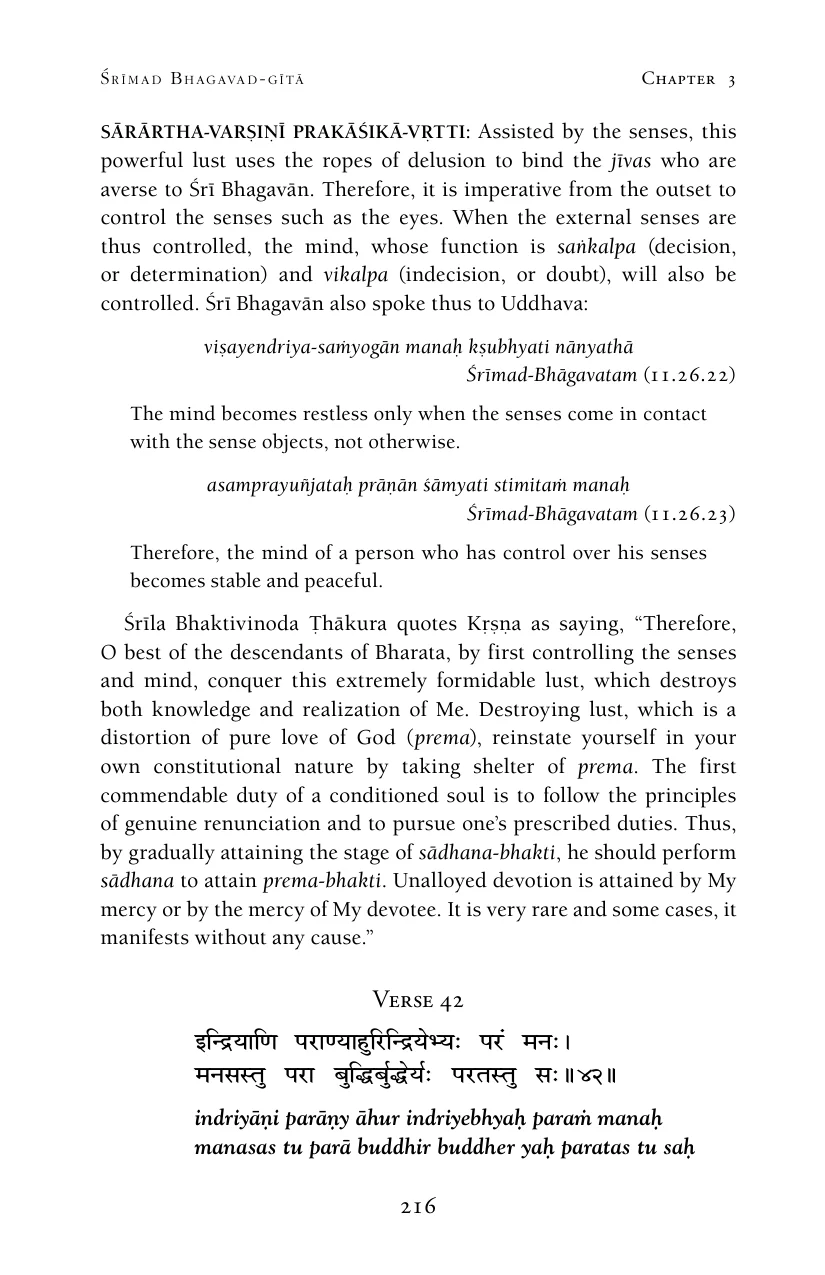 Śrīmad Bhagavad-gītā Chapter 3
SĀRĀRTHA-VARṢIṆĪ PRAKĀŚIKĀ-VṚTTI: Assisted by the senses, this
powerful lust uses the ropes of delusion to bind the jīvas who are
averse to Śrī Bhagavān. Therefore, it is imperative from the outset to
control the senses such as the eyes. When the external senses are
thus controlled, the mind, whose function is saṅkalpa (decision,
or determination) and vikalpa (indecision, or doubt), will also be
controlled. Śrī Bhagavān also spoke thus to Uddhava:
viṣayendriya-saṁyogān manaḥ kṣubhyati nānyathā
Śrīmad-Bhāgavatam (11.26.22)
The mind becomes restless only when the senses come in contact
with the sense objects, not otherwise.
asamprayuñjataḥ prāṇān śāmyati stimitaṁ manaḥ
Śrīmad-Bhāgavatam (11.26.23)
Therefore, the mind of a person who has control over his senses
becomes stable and peaceful.
Śrīla Bhaktivinoda Ṭhākura quotes Kṛṣṇa as saying, “Therefore,
O best of the descendants of Bharata, by first controlling the senses
and mind, conquer this extremely formidable lust, which destroys
both knowledge and realization of Me. Destroying lust, which is a
distortion of pure love of God (prema), reinstate yourself in your
own constitutional nature by taking shelter of prema. The first
commendable duty of a conditioned soul is to follow the principles
of genuine renunciation and to pursue one’s prescribed duties. Thus,
by gradually attaining the stage of sādhana-bhakti, he should perform
sādhana to attain prema-bhakti. Unalloyed devotion is attained by My
mercy or by the mercy of My devotee. It is very rare and some cases, it
manifests without any cause.”
Verse 42
इन्द्रियाणि पराण्याहुरिन्द्रियेभ्यः परं मनः।
मनसस्तु परा बुद्धिर्बुद्धेर्यः परतस्तु सः॥४२॥
indriyāṇi parāṇy āhur indriyebhyaḥ paraṁ manaḥ
manasas tu parā buddhir buddher yaḥ paratas tu saḥ
216